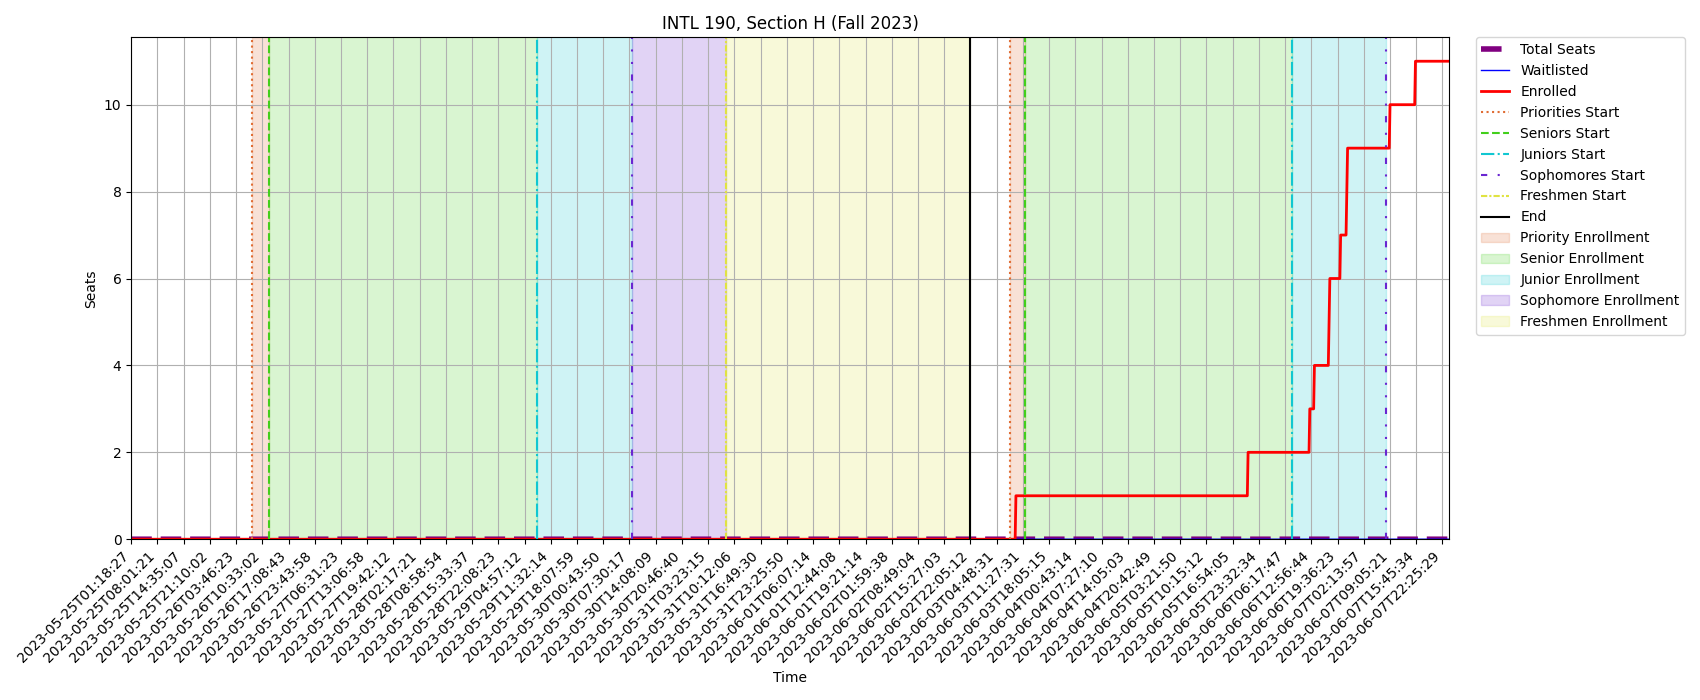 INTL 190, Section H (Fall 2023)
Seats
10
8
6
4
2
0
2023-05-25T01:18:27
2023-05-25T08:01:21
2023-05-25T14:35:07
2023-05-25T21:10:02
2023-05-26T03:46:23
2023-05-26T10:33:02
2023-05-26T17:08:43
2023-05-26T23:43:58
2023-05-27T06:31:23
2023-05-27T13:06:58
2023-05-27T19:42:12
2023-05-28T02:17:21
2023-05-28T08:58:54
2023-05-28T15:33:37
2023-05-28T22:08:23
2023-05-29T04:57:12
2023-05-29T11:32:14
2023-05-29T18:07:59
2023-05-30T00:43:50
2023-05-30T07:30:17
2023-05-30T14:08:09
2023-05-30T20:46:40
2023-05-31T03:23:15
2023-05-31T10:12:06
2023-05-31T16:49:30
2023-05-31T23:25:50
2023-06-01T06:07:14
2023-06-01T12:44:08
2023-06-01T19:21:14
2023-06-02T01:59:38
2023-06-02T08:49:04
2023-06-02T15:27:03
2023-06-02T22:05:12
2023-06-03T04:48:31
2023-06-03T11:27:31
2023-06-03T18:05:15
2023-06-04T00:43:14
2023-06-04T07:27:10
2023-06-04T14:05:03
2023-06-04T20:42:49
2023-06-05T03:21:50
2023-06-05T10:15:12
2023-06-05T16:54:05
2023-06-05T23:32:34
2023-06-06T06:17:47
2023-06-06T12:56:44
2023-06-06T19:36:23
2023-06-07T02:13:57
2023-06-07T09:05:21
2023-06-07T15:45:34
2023-06-07T22:25:29
Time
Total Seats
Waitlisted
Enrolled
Priorities Start
Seniors Start
Juniors Start
Sophomores Start
Freshmen Start
End
Priority Enrollment
Senior Enrollment
Junior Enrollment
Sophomore Enrollment
Freshmen Enrollment